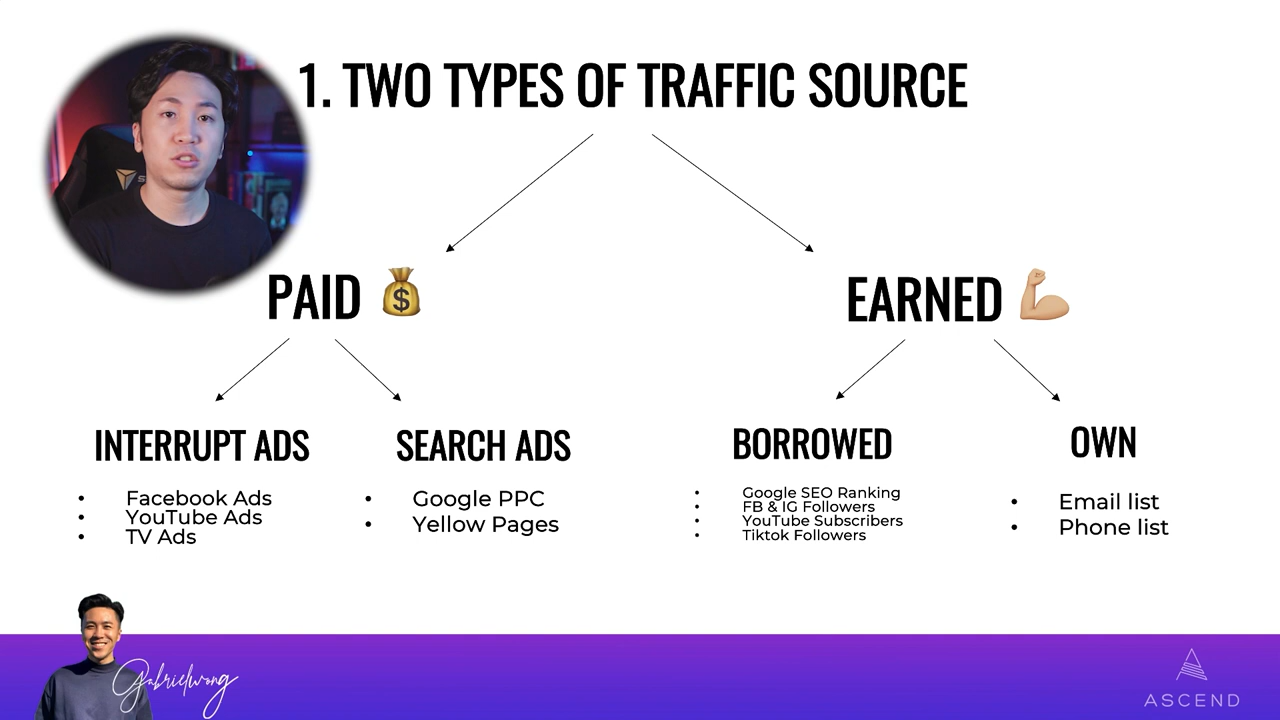 1. TWO TYPES OF TRAFFIC SOURCE
PAID
EARNED
INTERRUPT ADS
• Facebook Ads
• YouTube Ads
• TV Ads
SEARCH ADS
• Google PPC
• Yellow Pages
BORROWED
• Google SEO Ranking
• FB & IG Followers
• YouTube Subscribers
• Tiktok Followers
OWN
• Email list
• Phone list
Gabrielwong
ASCEND